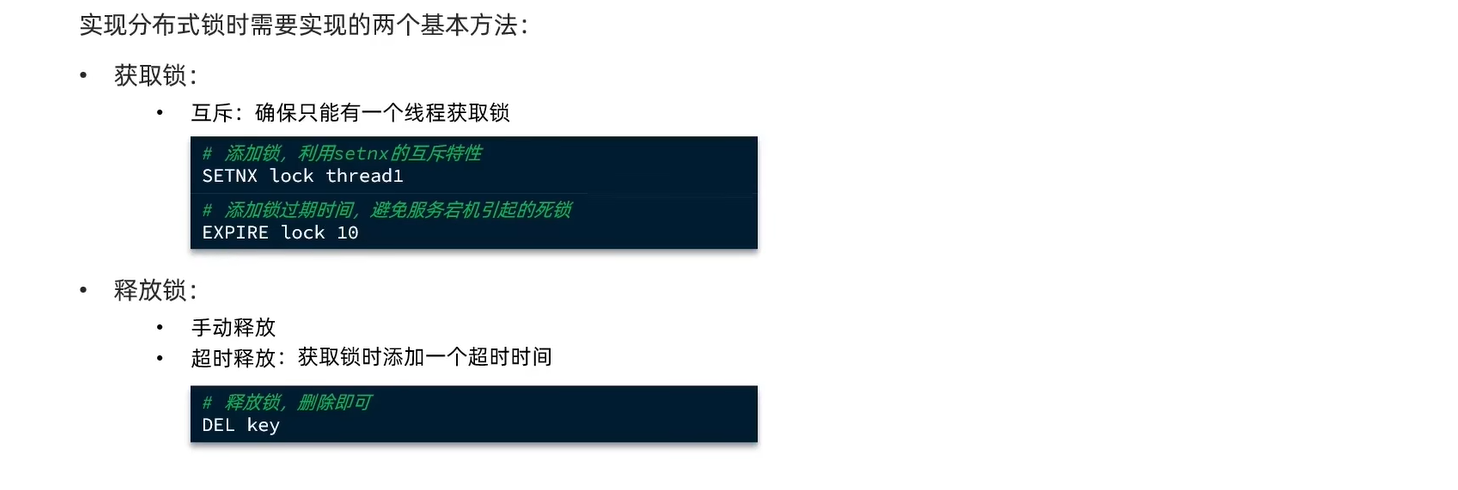 实现分布式锁时需要实现的两个基本方法：
• 获取锁：
• 互斥：确保只能有一个线程获取锁
# 添加锁，利用setnx的互斥特性
SETNX lock thread1
# 添加锁过期时间，避免服务宕机引起的死锁
EXPIRE lock 10
• 释放锁：
• 手动释放
• 超时释放：获取锁时添加一个超时时间
# 释放锁，删除即可
DEL key